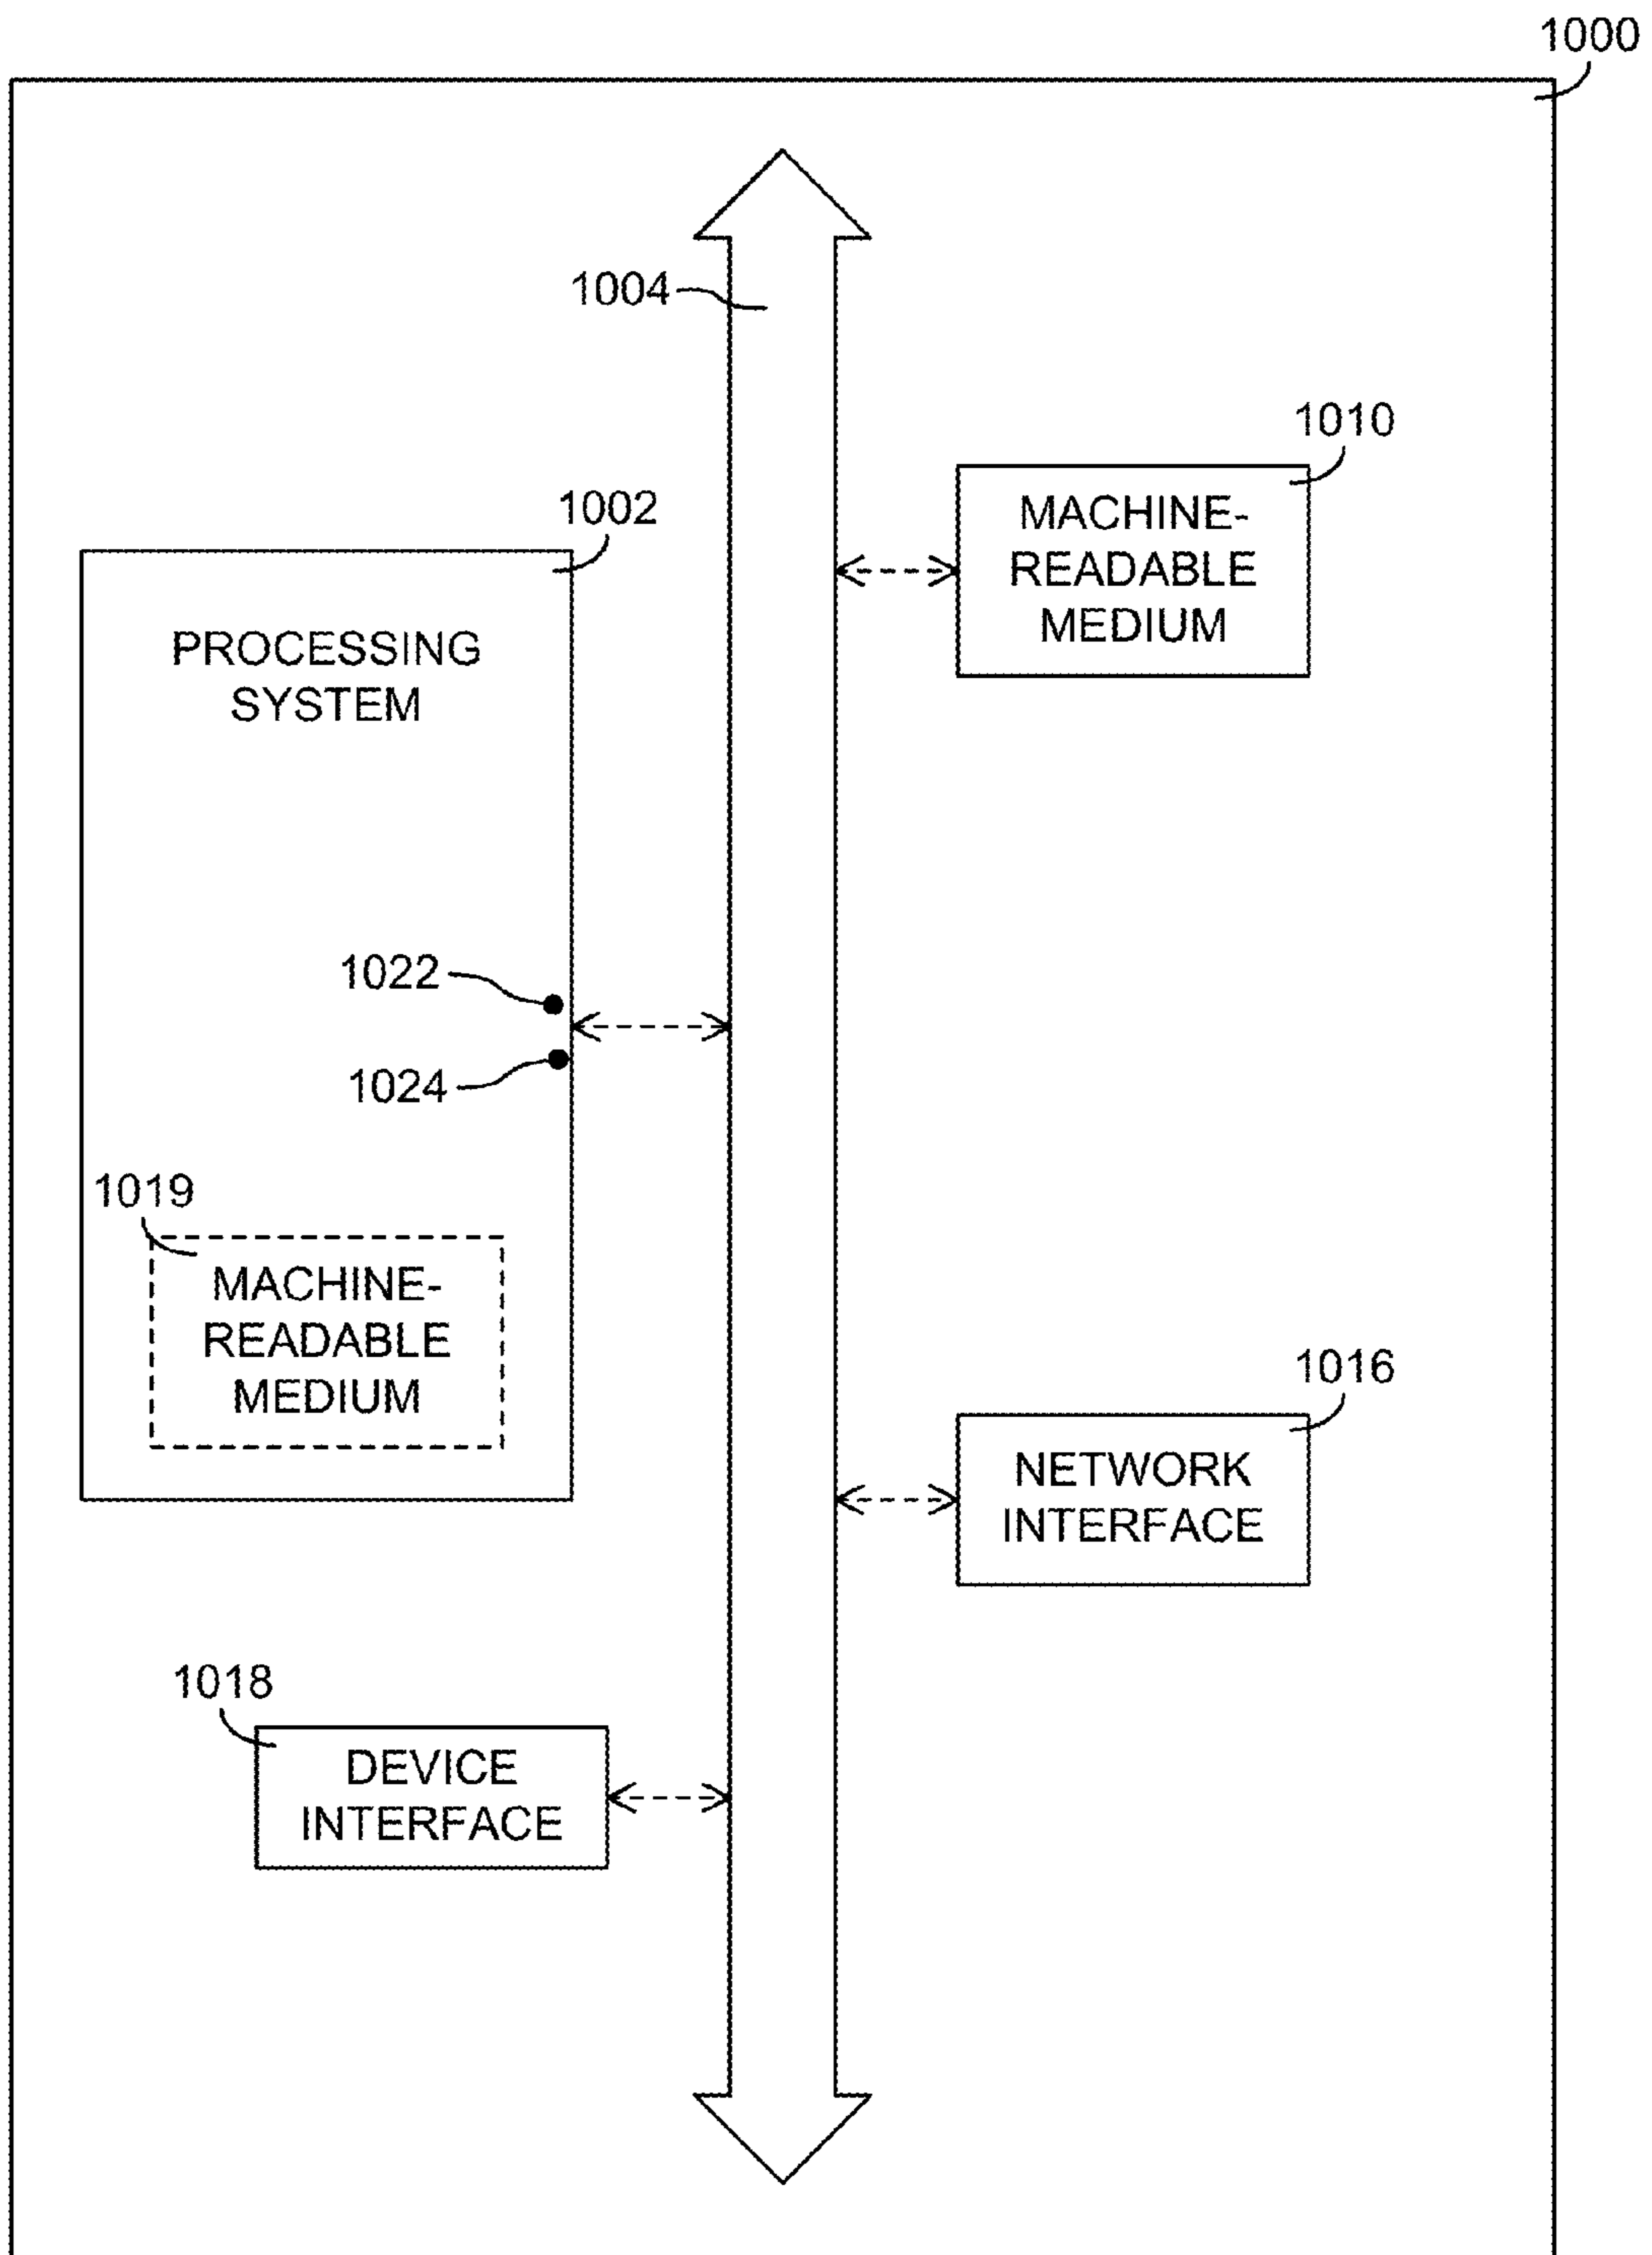 1000
1004
1010
MACHINE-
READABLE
MEDIUM
1002
PROCESSING
SYSTEM
1022
1024
1019
MACHINE-
READABLE
MEDIUM
1016
NETWORK
INTERFACE
1018
DEVICE
INTERFACE